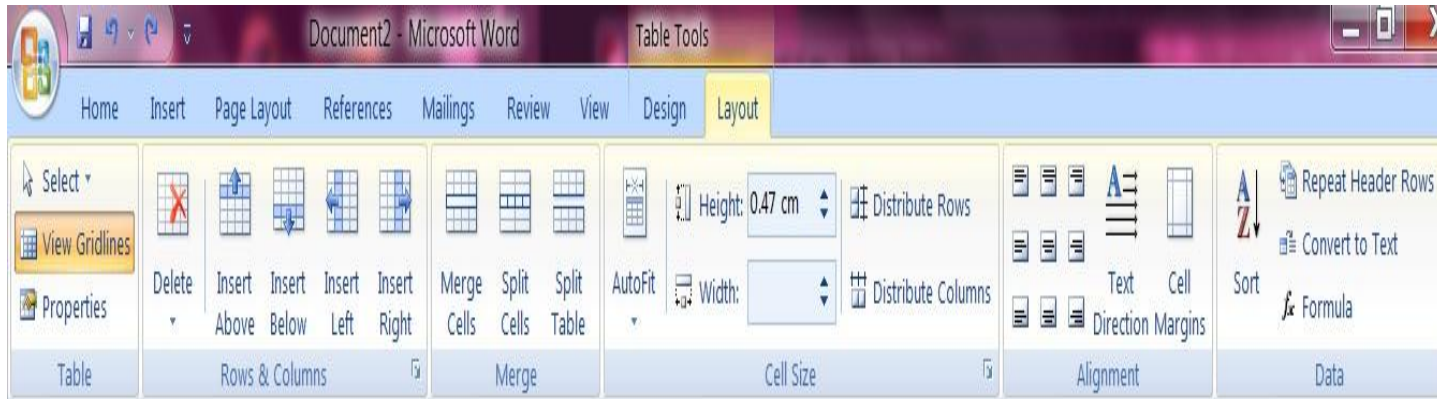 Document2 - Microsoft Word Table Tools
Home Insert Page Layout References Mailings Review View Design Layout
Select
View Gridlines
Properties
Table
Delete
Insert Above
Insert Below
Insert Left
Insert Right
Rows & Columns
Merge Cells
Split Cells
Split Table
Merge
AutoFit
Height: 0.47 cm
Width:
Distribute Rows
Distribute Columns
Cell Size
Text Direction
Cell Margins
Alignment
Sort
Repeat Header Rows
Convert to Text
Formula
Data